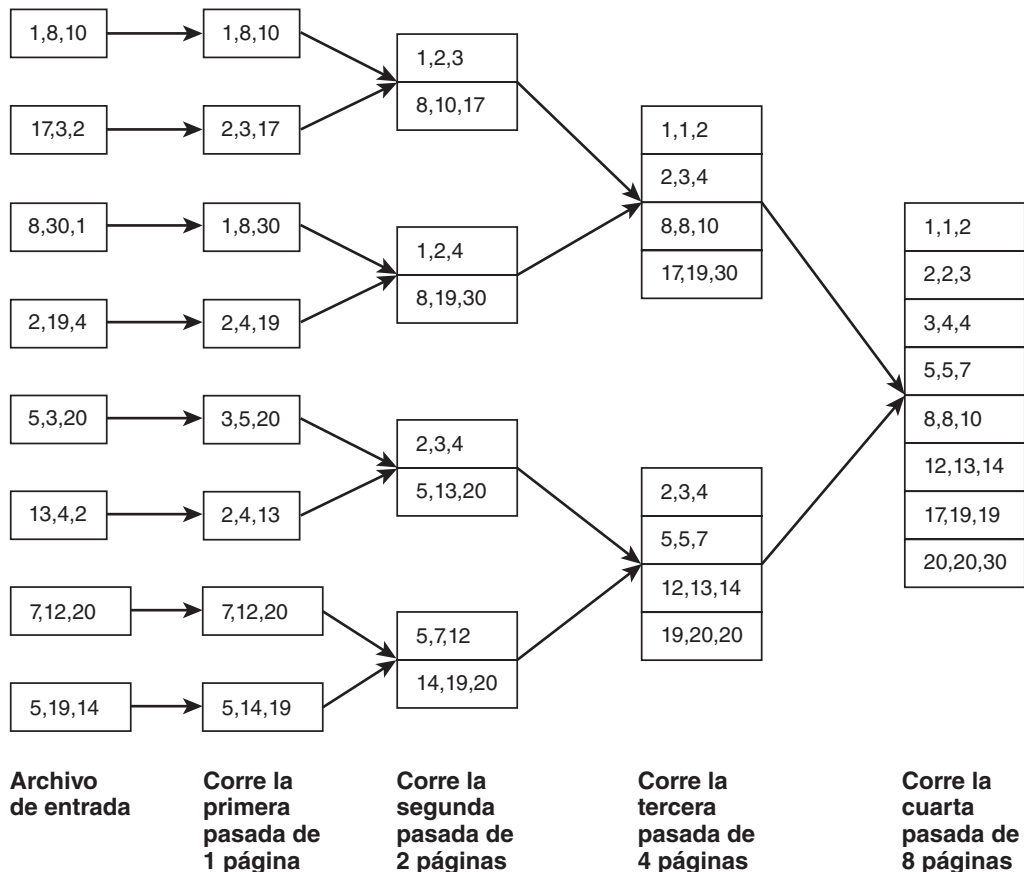 Archivo
de entrada
1,8,10
17,3,2
8,30,1
2,19,4
5,3,20
13,4,2
7,12,20
5,19,14
Corre la
primera
pasada de
1 página
1,8,10
2,3,17
1,8,30
2,4,19
3,5,20
2,4,13
7,12,20
5,14,19
Corre la
segunda
pasada de
2 páginas
1,2,3
8,10,17
1,2,4
8,19,30
2,3,4
5,13,20
5,7,12
14,19,20
Corre la
tercera
pasada de
4 páginas
1,1,2
2,3,4
8,8,10
17,19,30
2,3,4
5,5,7
12,13,14
19,20,20
Corre la
cuarta
pasada de
8 páginas
1,1,2
2,2,3
3,4,4
5,5,7
8,8,10
12,13,14
17,19,19
20,20,30